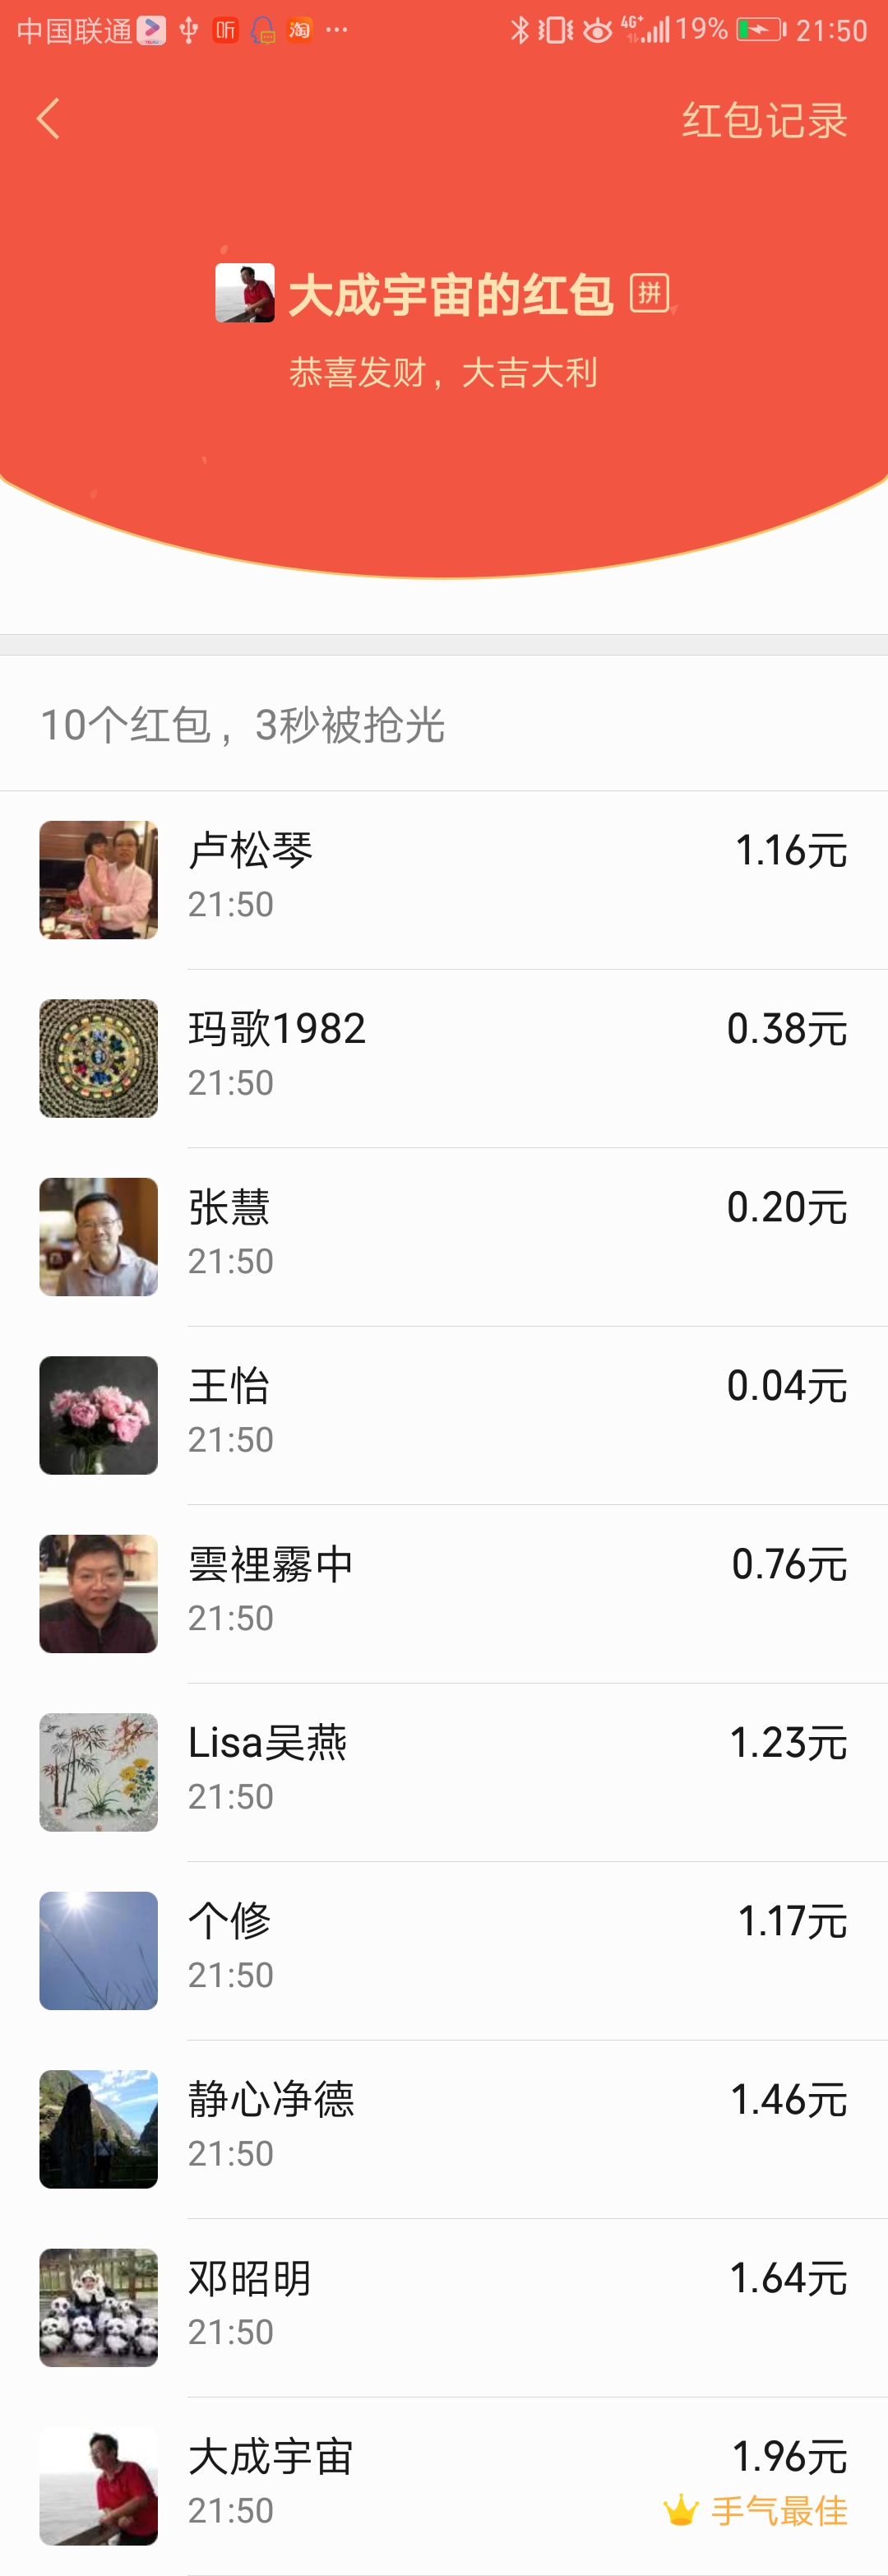 中国联通 听 淘 ··· 4G+ 19% 21:50
红包记录
大成宇宙的红包 拼
恭喜发财，大吉大利
10个红包，3秒被抢光
卢松琴 1.16元
21:50
玛歌1982 0.38元
21:50
张慧 0.20元
21:50
王怡 0.04元
21:50
雲裡霧中 0.76元
21:50
Lisa吴燕 1.23元
21:50
个修 1.17元
21:50
静心净德 1.46元
21:50
邓昭明 1.64元
21:50
大成宇宙 1.96元
21:50 手气最佳